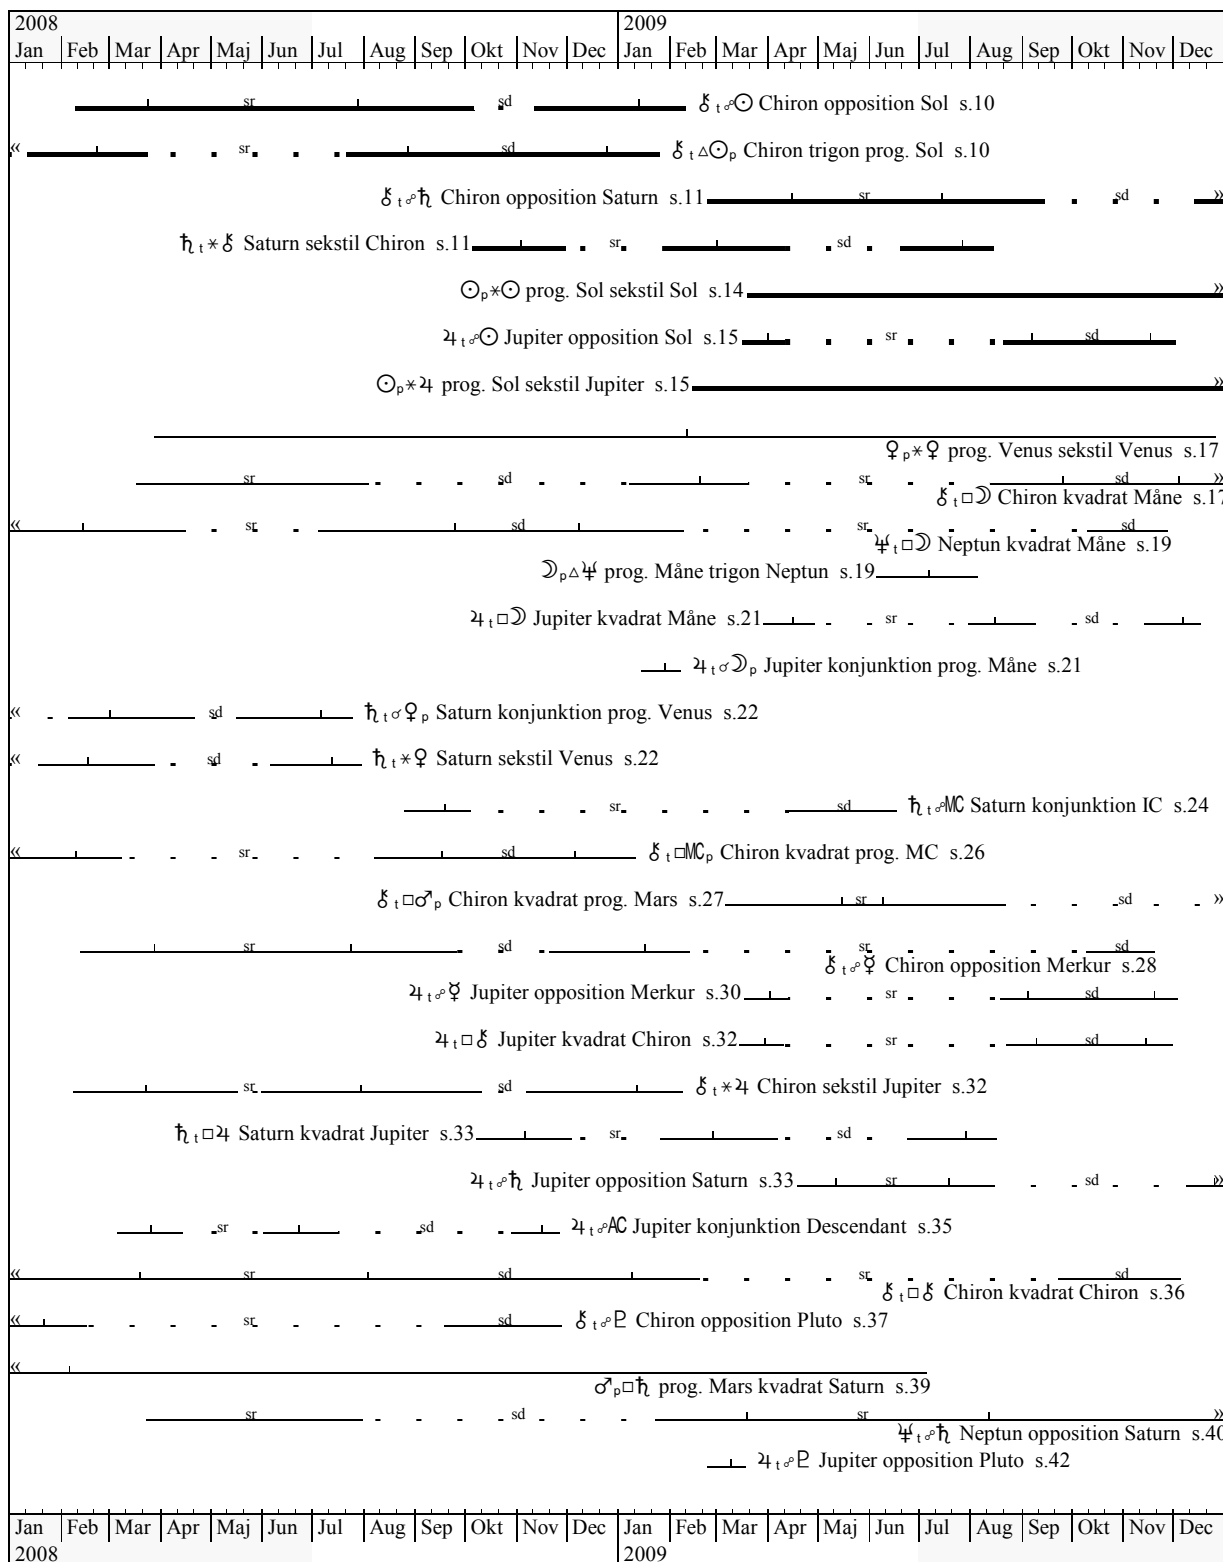 2008 2009
Jan Feb Mar Apr Maj Jun Jul Aug Sep Okt Nov Dec Jan Feb Mar Apr Maj Jun Jul Aug Sep Okt Nov Dec
sr sd ⚷ t ☍ ☉ Chiron opposition Sol s.10
« sr sd ⚷ t △ ☉ p Chiron trigon prog. Sol s.10
⚷ t ☍ ♄ Chiron opposition Saturn s.11 sr sd »
♄ t ⚹ ⚷ Saturn sekstil Chiron s.11 sr sd
☉ p ⚹ ☉ prog. Sol sekstil Sol s.14 »
♃ t ☍ ☉ Jupiter opposition Sol s.15 sr sd
☉ p ⚹ ♃ prog. Sol sekstil Jupiter s.15 »
♀ p ⚹ ♀ prog. Venus sekstil Venus s.17
sr sd sr sd »
⚷ t □ ☽ Chiron kvadrat Måne s.17
« sr sd sr sd
♆ t □ ☽ Neptun kvadrat Måne s.19
☽ p △ ♆ prog. Måne trigon Neptun s.19
♃ t □ ☽ Jupiter kvadrat Måne s.21 sr sd
♃ t ☌ ☽ p Jupiter konjunktion prog. Måne s.21
« sd ♄ t ☌ ♀ p Saturn konjunktion prog. Venus s.22
« sd ♄ t ⚹ ♀ Saturn sekstil Venus s.22
sr sd ♄ t ☍ MC Saturn konjunktion IC s.24
« sr sd ⚷ t □ MC p Chiron kvadrat prog. MC s.26
⚷ t □ ♂ p Chiron kvadrat prog. Mars s.27 sr sd »
sr sd sr sd
⚷ t ☍ ☿ Chiron opposition Merkur s.28
♃ t ☍ ☿ Jupiter opposition Merkur s.30 sr sd
♃ t □ ⚷ Jupiter kvadrat Chiron s.32 sr sd
sr sd ⚷ t ⚹ ♃ Chiron sekstil Jupiter s.32
♄ t □ ♃ Saturn kvadrat Jupiter s.33 sr sd
♃ t ☍ ♄ Jupiter opposition Saturn s.33 sr sd »
sr sd ♃ t ☍ AC Jupiter konjunktion Descendant s.35
« sr sd sr sd
⚷ t □ ⚷ Chiron kvadrat Chiron s.36
« sr sd ⚷ t ☍ ♇ Chiron opposition Pluto s.37
«
♂ p □ ♄ prog. Mars kvadrat Saturn s.39
sr sd sr »
♆ t ☍ ♄ Neptun opposition Saturn s.40
♃ t ☍ ♇ Jupiter opposition Pluto s.42
Jan Feb Mar Apr Maj Jun Jul Aug Sep Okt Nov Dec Jan Feb Mar Apr Maj Jun Jul Aug Sep Okt Nov Dec
2008 2009